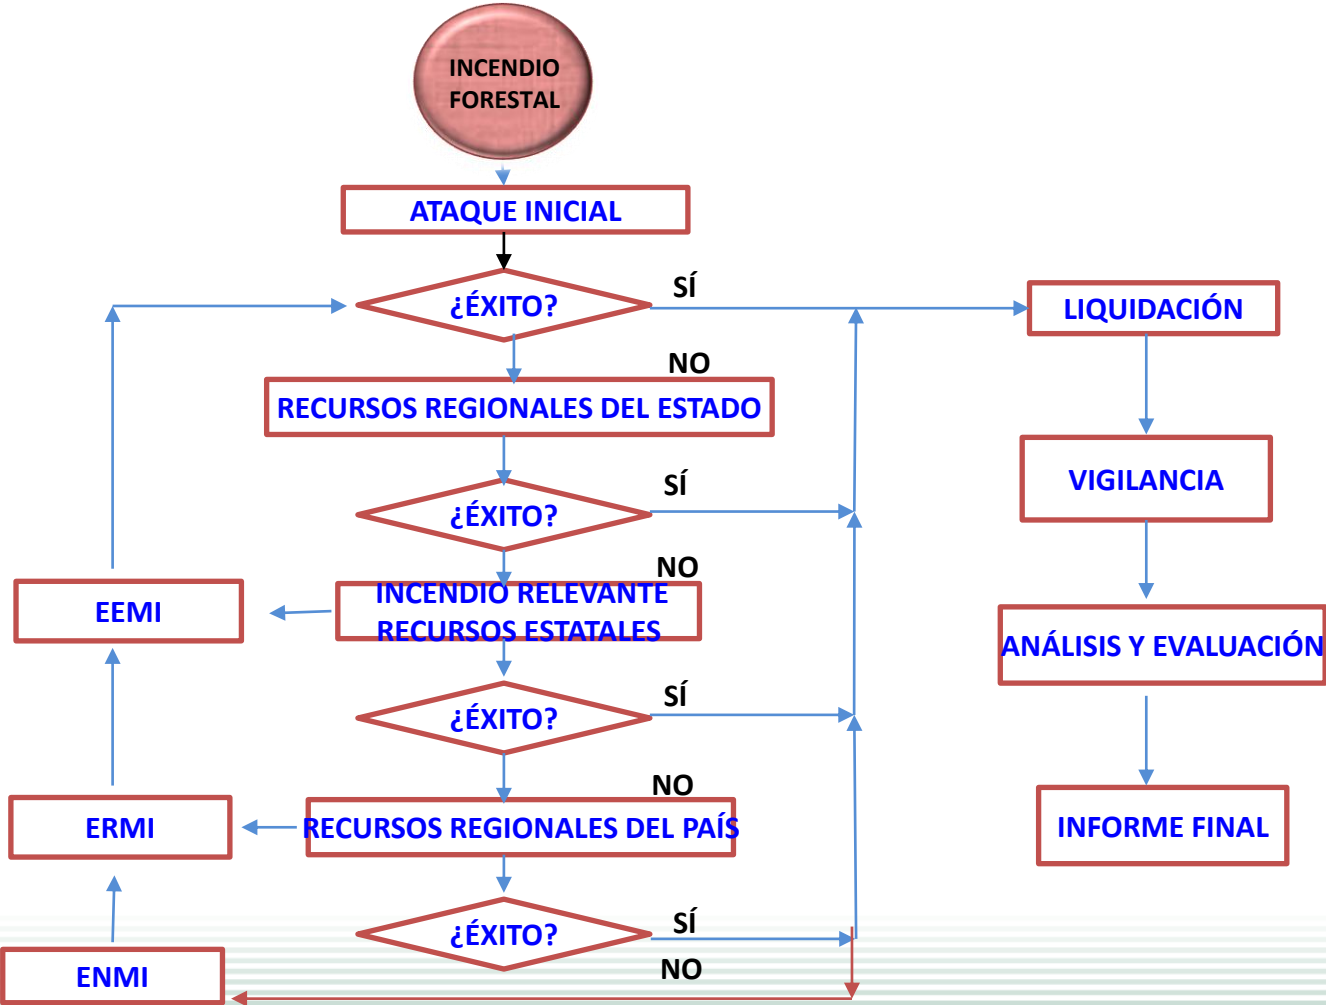 INCENDIO
FORESTAL
ATAQUE INICIAL
¿ÉXITO?
SÍ
LIQUIDACIÓN
NO
RECURSOS REGIONALES DEL ESTADO
¿ÉXITO?
SÍ
VIGILANCIA
NO
EEMI
INCENDIO RELEVANTE
RECURSOS ESTATALES
ANÁLISIS Y EVALUACIÓN
¿ÉXITO?
SÍ
NO
ERMI
RECURSOS REGIONALES DEL PAÍS
INFORME FINAL
¿ÉXITO?
SÍ
NO
ENMI